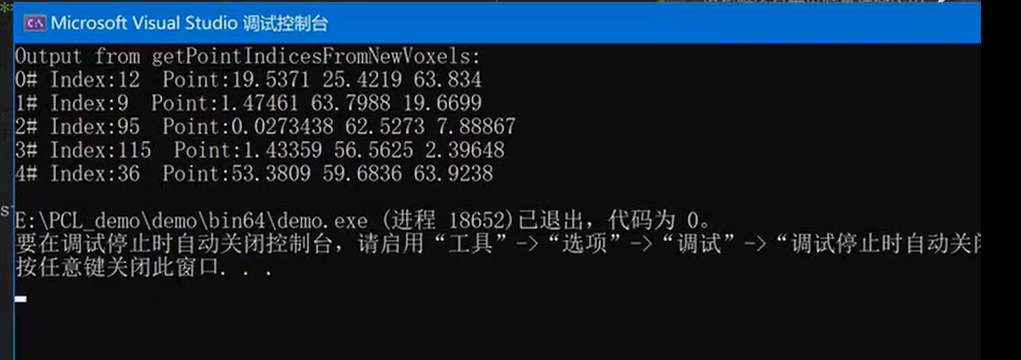 Microsoft Visual Studio 调试控制台
Output from getPointIndicesFromNewVoxels:
0# Index:12  Point:19.5371 25.4219 63.834
1# Index:9  Point:1.47461 63.7988 19.6699
2# Index:95  Point:0.0273438 62.5273 7.88867
3# Index:115  Point:1.43359 56.5625 2.39648
4# Index:36  Point:53.3809 59.6836 63.9238
E:\PCL_demo\demo\bin64\demo.exe (进程 18652)已退出，代码为 0。
要在调试停止时自动关闭控制台，请启用“工具”->“选项”->“调试”->“调试停止时自动关闭
按任意键关闭此窗口. . .